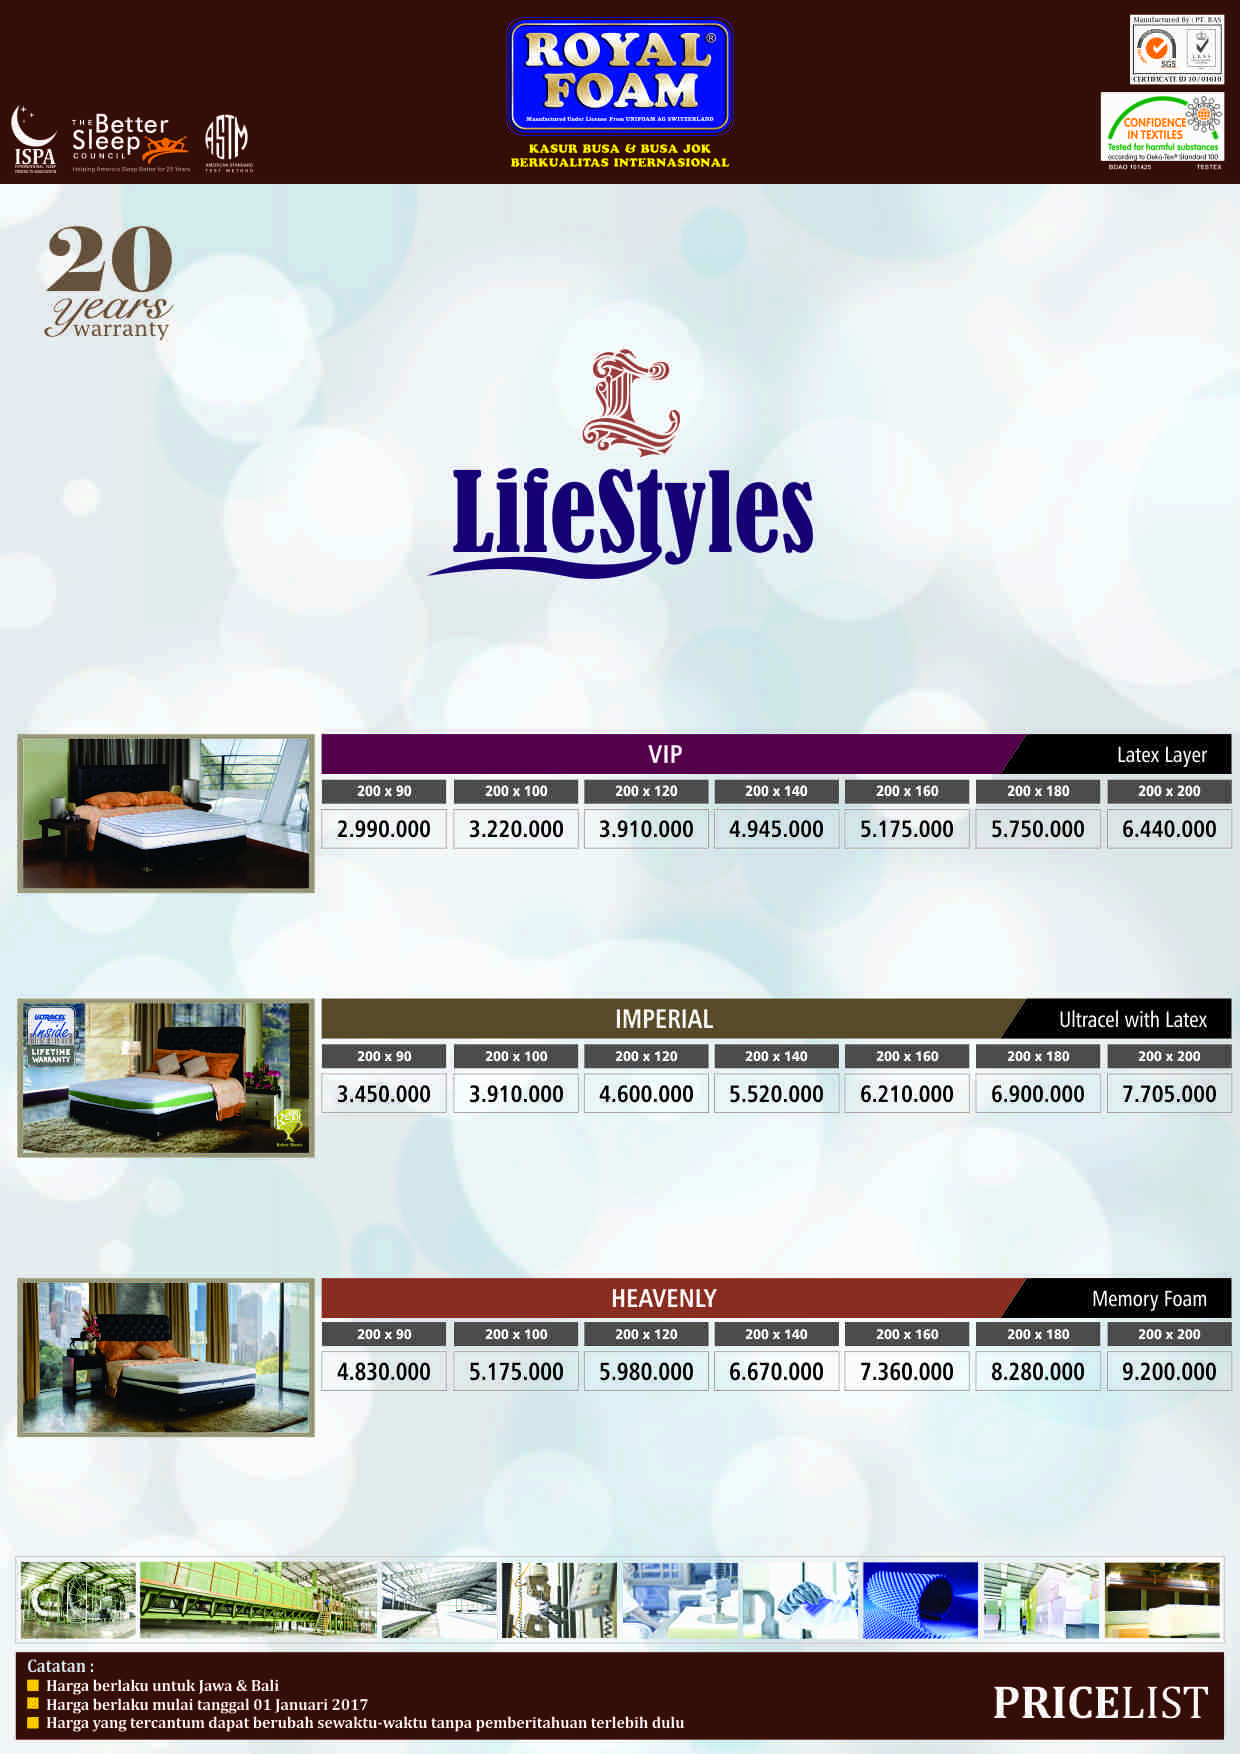 ROYAL ®
FOAM
Manufactured Under License From UNIFOAM AG SWITZERLAND
KASUR BUSA & BUSA JOK
BERKUALITAS INTERNASIONAL
ISPA
THE Better
Sleep
COUNCIL
Helping America Sleep Better for 25 Years
ASTM
AMERICAN STANDARD
TEST METHOD
Manufactured By : PT. BAS
SGS
CERTIFICATE ID 10 / 01610
CONFIDENCE
IN TEXTILES
Tested for harmful substances
according to Oeko-Tex® Standard 100
BDAO 101425 TESTEX
20
years
warranty
LifeStyles
VIP Latex Layer
200 x 90 200 x 100 200 x 120 200 x 140 200 x 160 200 x 180 200 x 200
2.990.000 3.220.000 3.910.000 4.945.000 5.175.000 5.750.000 6.440.000
ULTRACEL
Inside
LIFETIME
WARRANTY
IMPERIAL Ultracel with Latex
200 x 90 200 x 100 200 x 120 200 x 140 200 x 160 200 x 180 200 x 200
3.450.000 3.910.000 4.600.000 5.520.000 6.210.000 6.900.000 7.705.000
HEAVENLY Memory Foam
200 x 90 200 x 100 200 x 120 200 x 140 200 x 160 200 x 180 200 x 200
4.830.000 5.175.000 5.980.000 6.670.000 7.360.000 8.280.000 9.200.000
Catatan :
Harga berlaku untuk Jawa & Bali
Harga berlaku mulai tanggal 01 Januari 2017
Harga yang tercantum dapat berubah sewaktu-waktu tanpa pemberitahuan terlebih dulu
PRICELIST